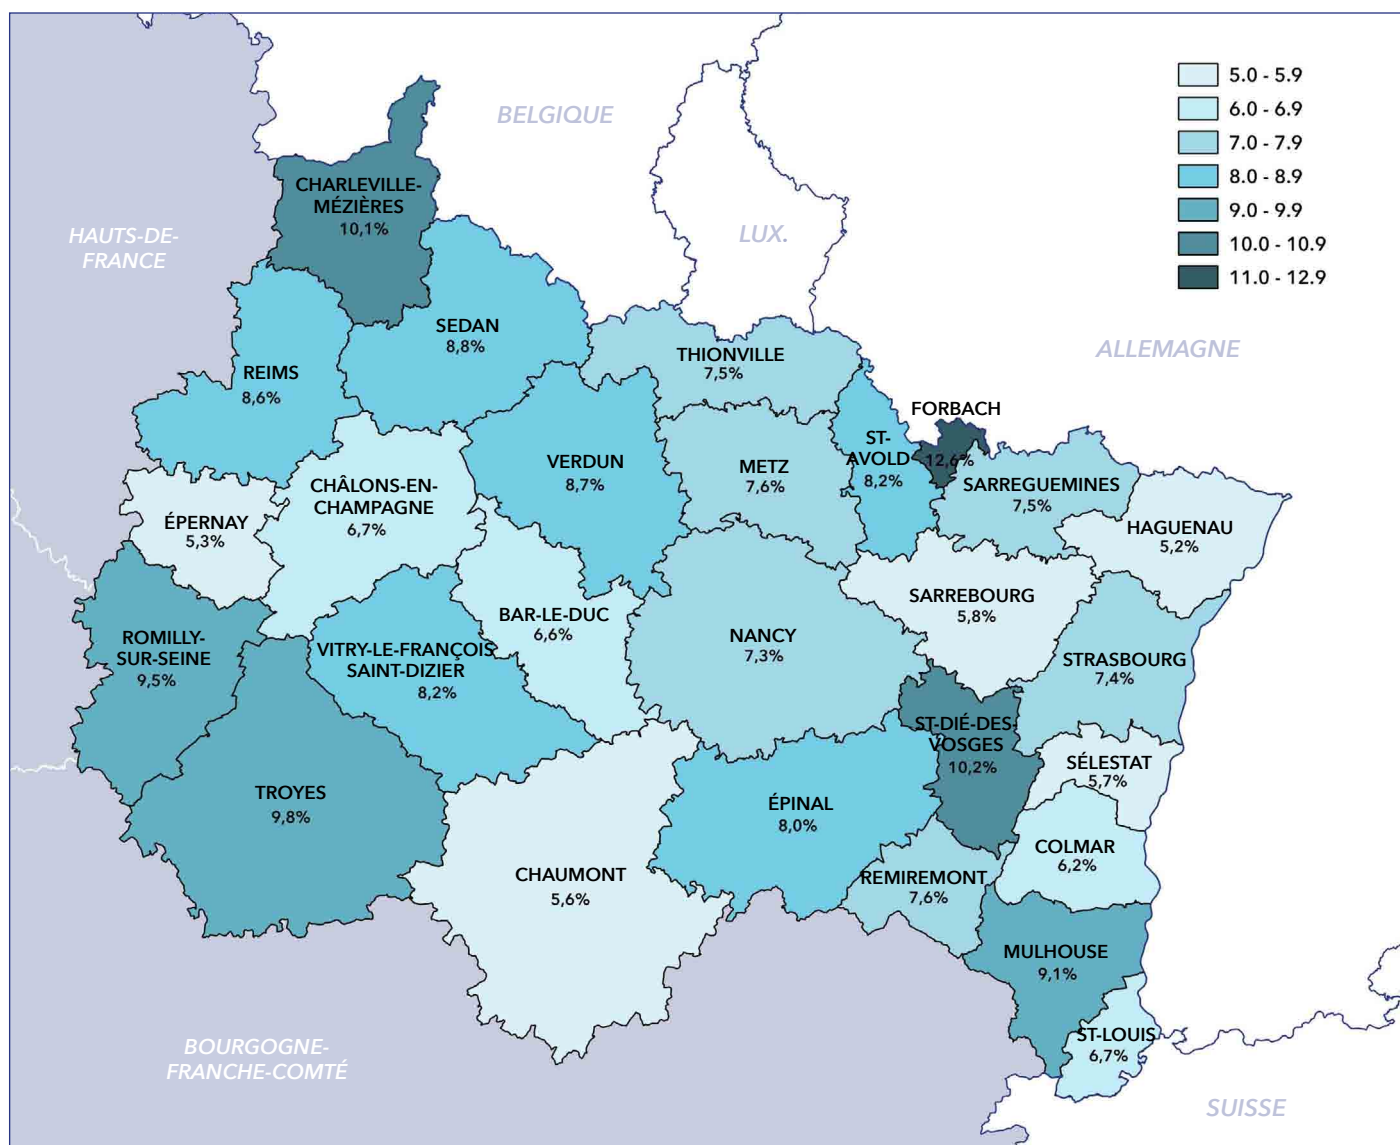 BELGIQUE
5.0 - 5.9
6.0 - 6.9
7.0 - 7.9
8.0 - 8.9
9.0 - 9.9
10.0 - 10.9
11.0 - 12.9
CHARLEVILLE-
MÉZIÈRES
10,1%
HAUTS-DE-
FRANCE
LUX.
ALLEMAGNE
SEDAN
8,8%
THIONVILLE
7,5%
REIMS
8,6%
FORBACH
12,6%
ST-
AVOLD
8,2%
VERDUN
8,7%
METZ
7,6%
SARREGUEMINES
7,5%
CHÂLONS-EN-
CHAMPAGNE
6,7%
ÉPERNAY
5,3%
HAGUENAU
5,2%
SARREBOURG
5,8%
BAR-LE-DUC
6,6%
NANCY
7,3%
ROMILLY-
SUR-SEINE
9,5%
VITRY-LE-FRANÇOIS
SAINT-DIZIER
8,2%
STRASBOURG
7,4%
ST-DIÉ-DES-
VOSGES
10,2%
SÉLESTAT
5,7%
TROYES
9,8%
ÉPINAL
8,0%
COLMAR
6,2%
CHAUMONT
5,6%
REMIREMONT
7,6%
MULHOUSE
9,1%
ST-LOUIS
6,7%
BOURGOGNE-
FRANCHE-COMTÉ
SUISSE